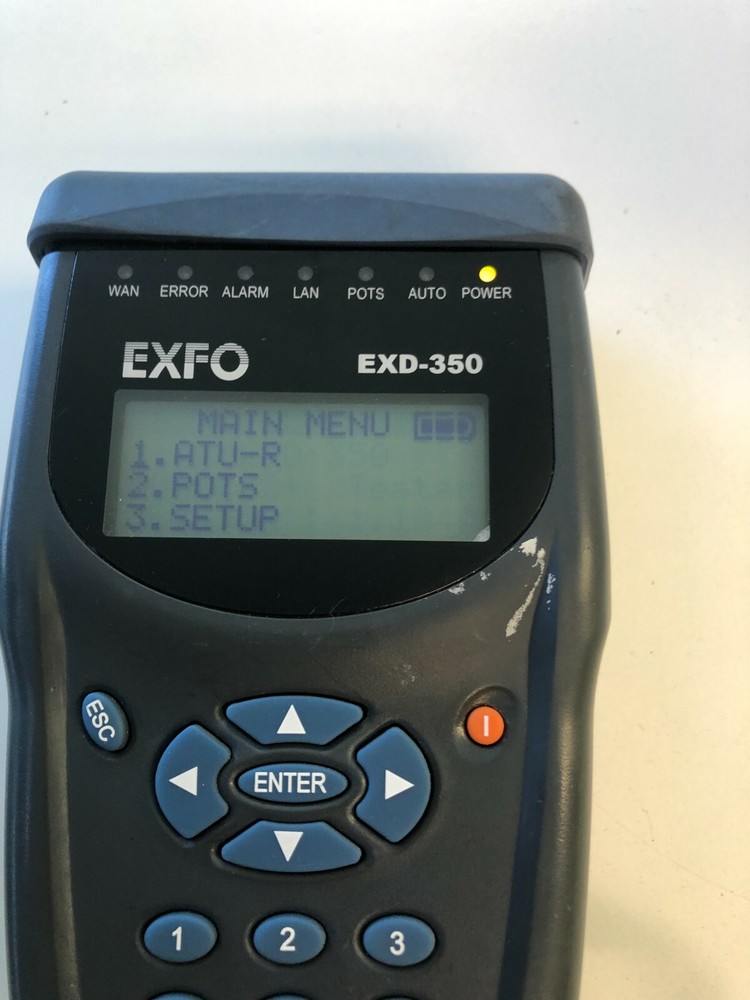 WAN ERROR ALARM LAN POTS AUTO POWER
EXFO EXD-350
MAIN MENU
1.ATU-R
2.POTS
3.SETUP
ESC
I
ENTER
1 2 3